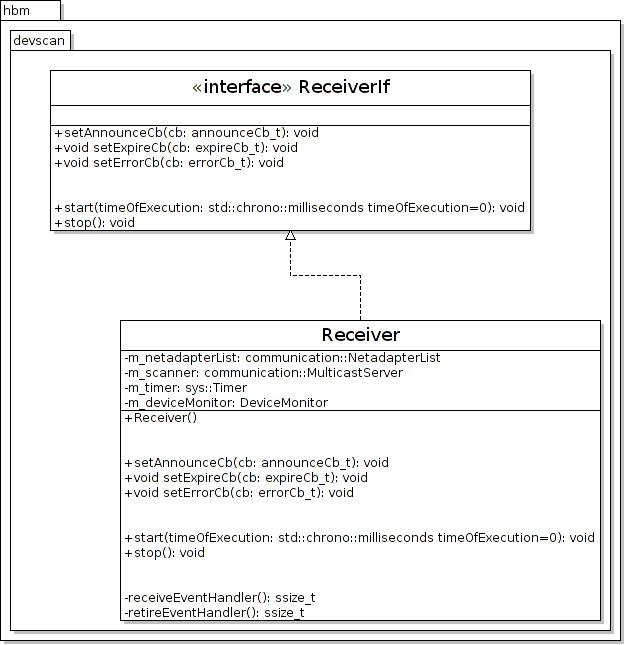 hbm
devscan
«interface» ReceiverIf
+setAnnounceCb(cb: announceCb_t): void
+void setExpireCb(cb: expireCb_t): void
+void setErrorCb(cb: errorCb_t): void
+start(timeOfExecution: std::chrono::milliseconds timeOfExecution=0): void
+stop(): void
Receiver
-m_netadapterList: communication::NetadapterList
-m_scanner: communication::MulticastServer
-m_timer: sys::Timer
-m_deviceMonitor: DeviceMonitor
+Receiver()
+setAnnounceCb(cb: announceCb_t): void
+void setExpireCb(cb: expireCb_t): void
+void setErrorCb(cb: errorCb_t): void
+start(timeOfExecution: std::chrono::milliseconds timeOfExecution=0): void
+stop(): void
-receiveEventHandler(): ssize_t
-retireEventHandler(): ssize_t